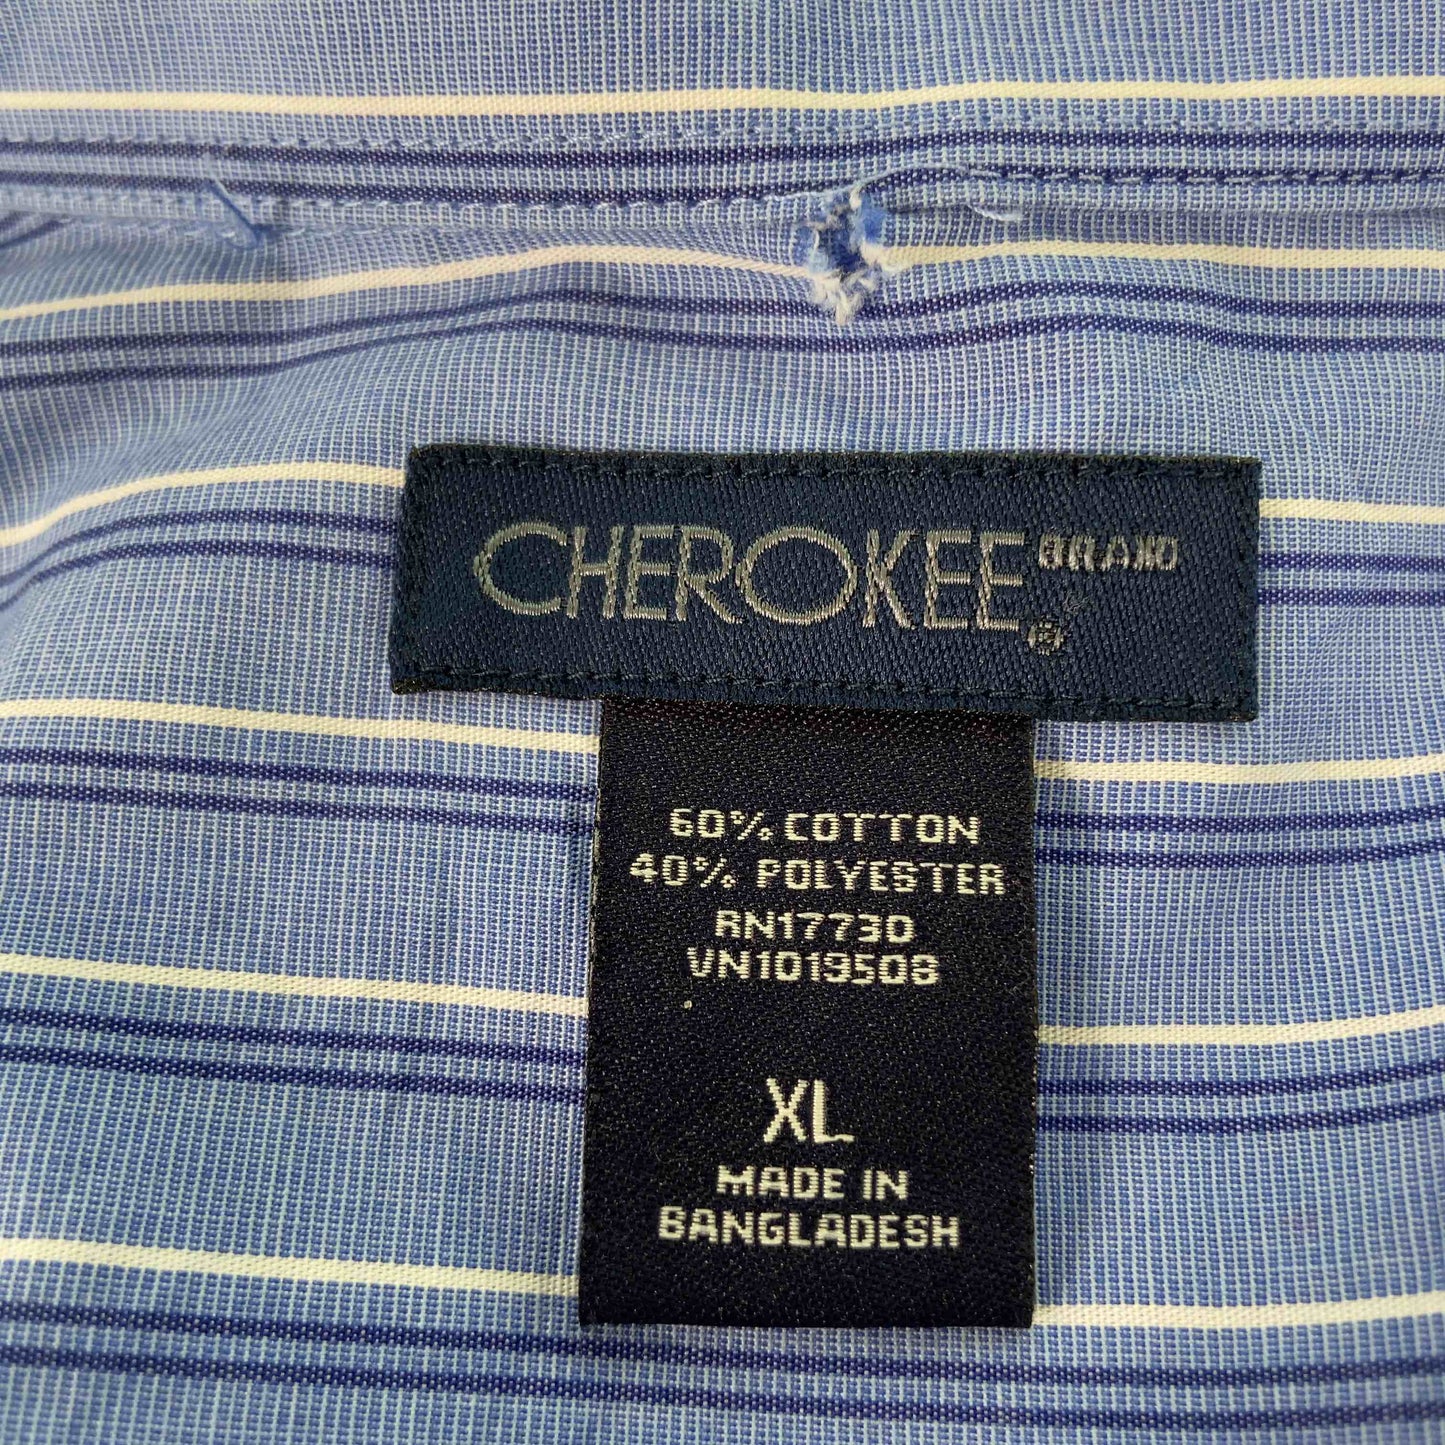 CHEROKEE BRAND
®
60% COTTON
40% POLYESTER
RN17730
VN1019508
XL
MADE IN
BANGLADESH